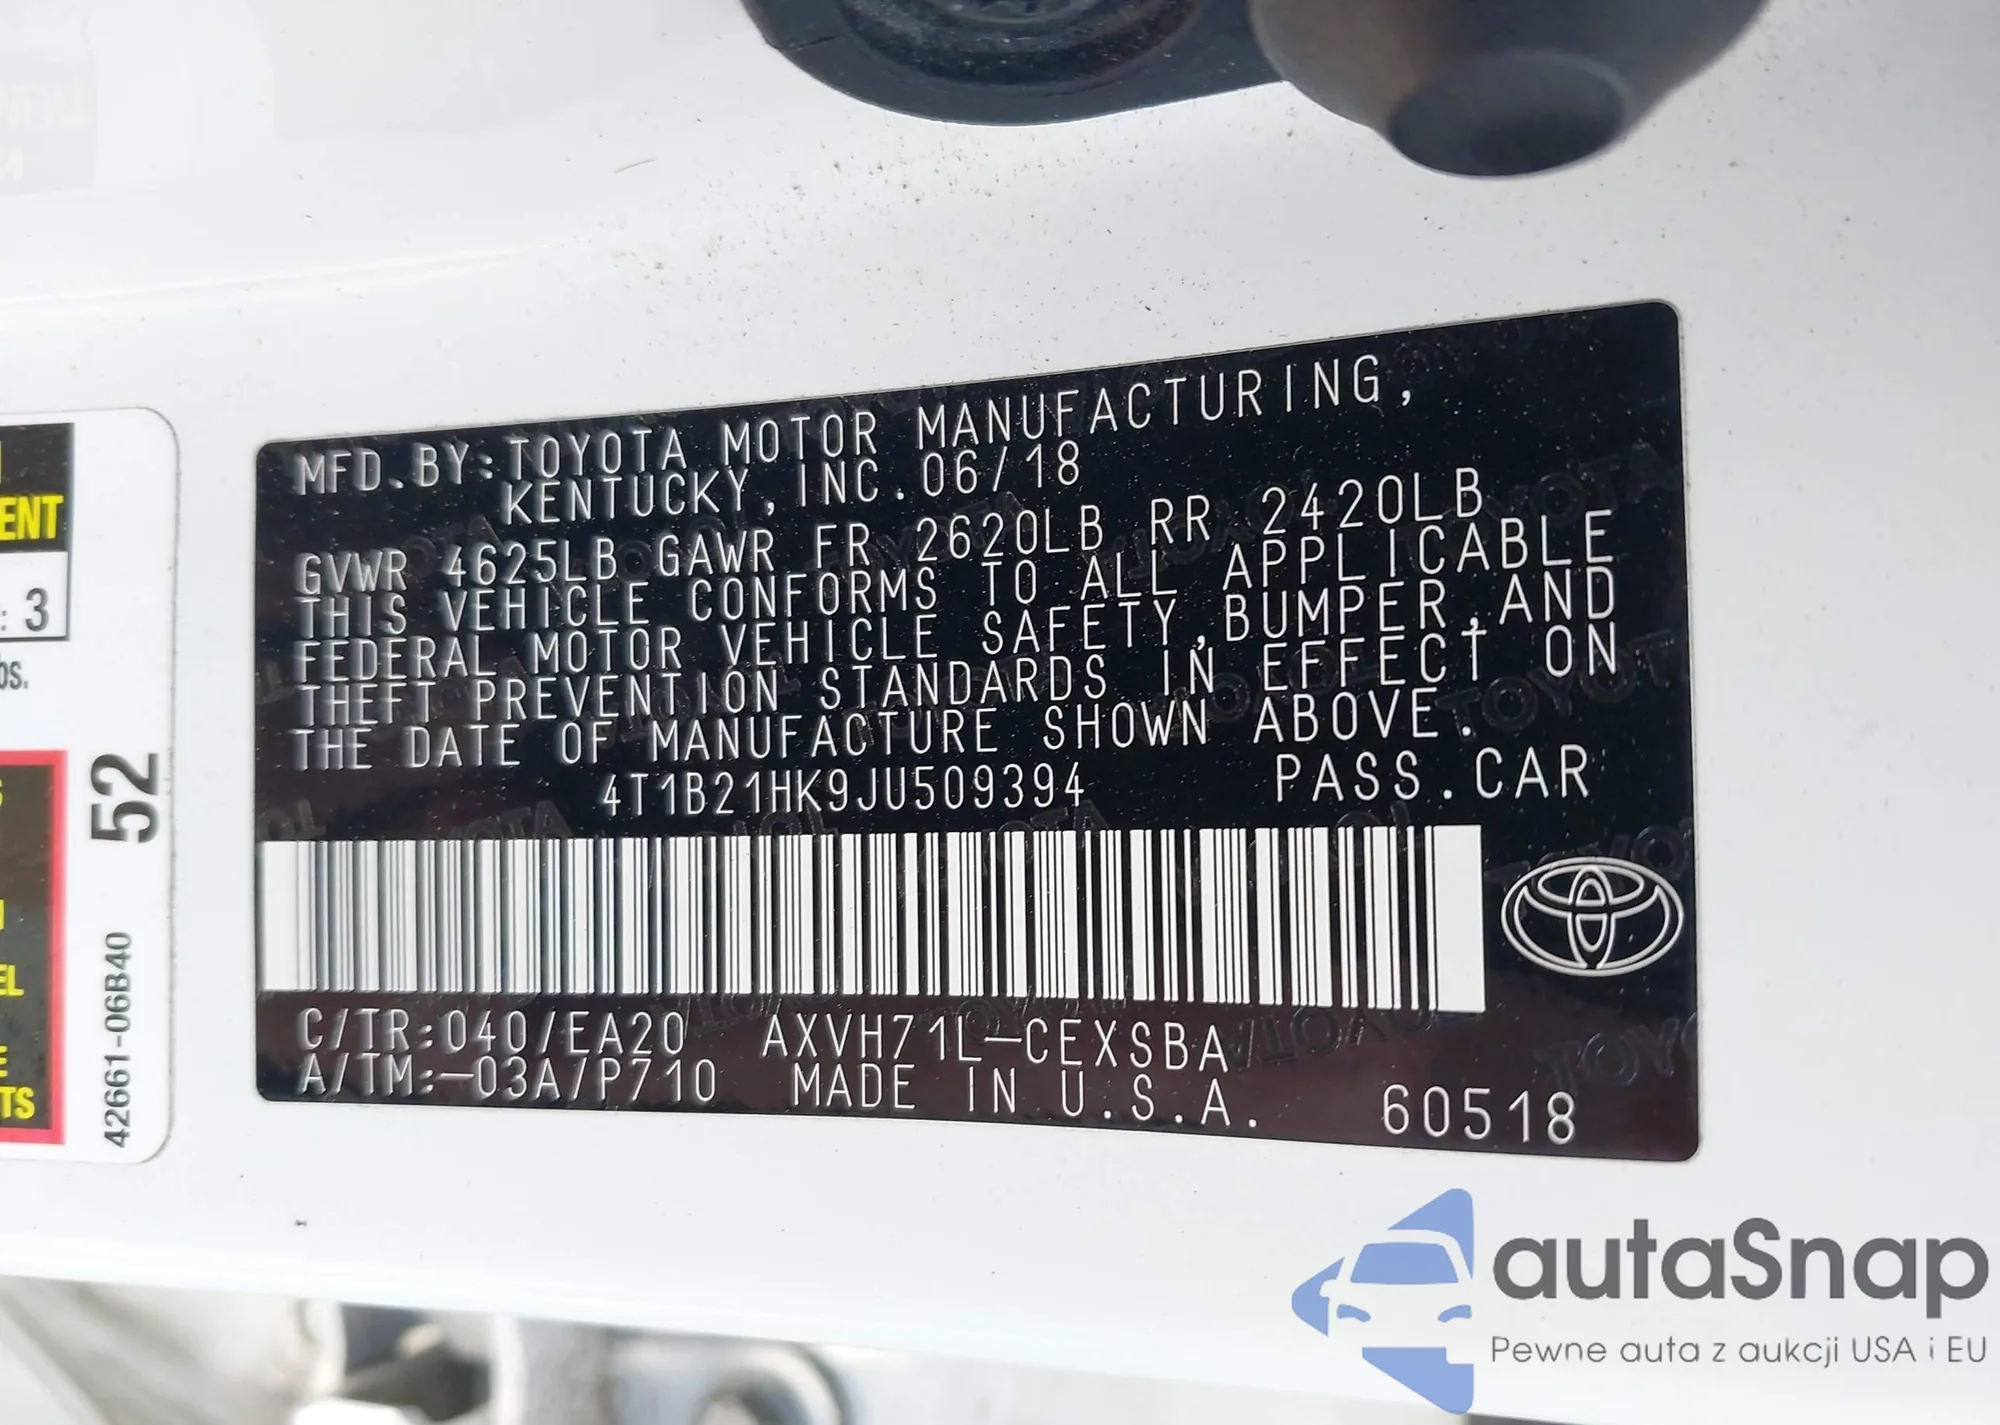 MFD.BY:TOYOTA MOTOR MANUFACTURING,
KENTUCKY, INC. 06/18
GVWR 4625LB GAWR FR 2620LB RR 2420LB
THIS VEHICLE CONFORMS TO ALL APPLICABLE
FEDERAL MOTOR VEHICLE SAFETY,BUMPER,AND
THEFT PREVENTION STANDARDS IN EFFECT ON
THE DATE OF MANUFACTURE SHOWN ABOVE.
4T1B21HK9JU509394 PASS.CAR
C/TR:040/EA20 AXVH71L-CEXSBA
A/TM:-03A/P710 MADE IN U.S.A. 60518
ENT
: 3
52
42661-06B40
EL
E
TS
autaSnap
Pewne auta z aukcji USA i EU